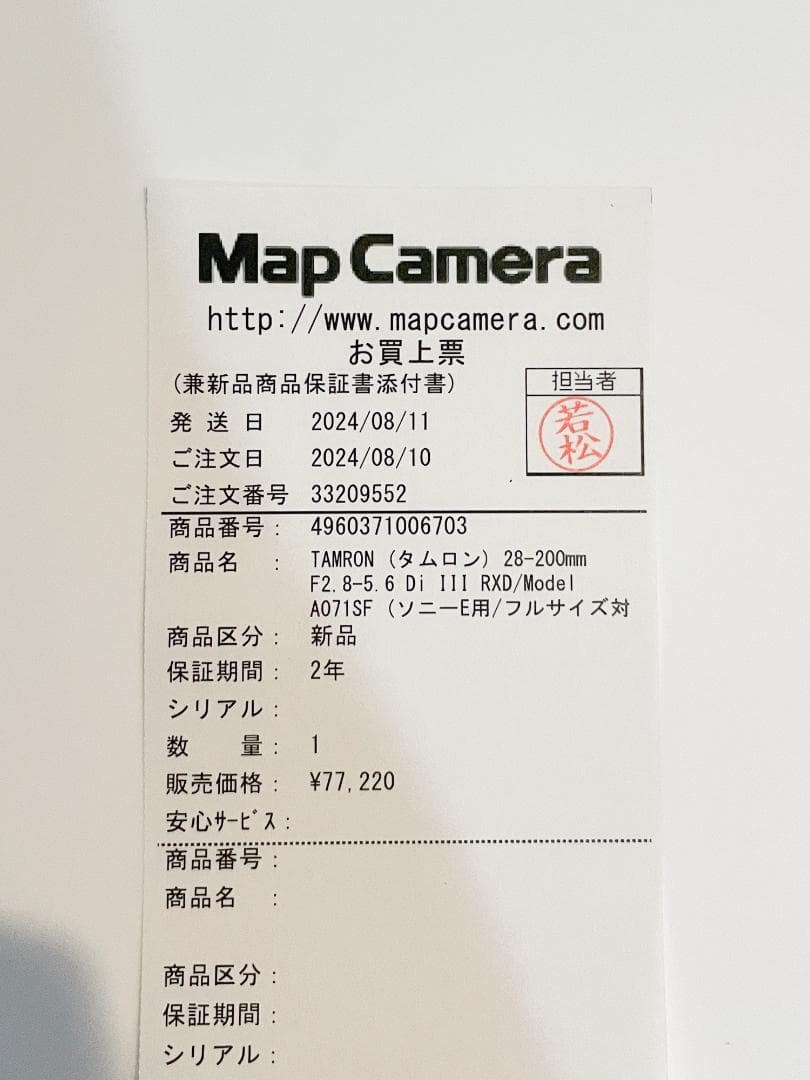 Map Camera
http://www.mapcamera.com
お買上票
(兼新品商品保証書添付書)
担当者
若松
発 送 日 2024/08/11
ご注文日 2024/08/10
ご注文番号 33209552
商品番号: 4960371006703
商品名 : TAMRON (タムロン) 28-200mm
F2.8-5.6 Di III RXD/Model
A071SF (ソニーE用/フルサイズ対
商品区分: 新品
保証期間: 2年
シリアル:
数 量: 1
販売価格: ¥77,220
安心ｻｰﾋﾞｽ:
商品番号:
商品名 :
商品区分:
保証期間:
シリアル: